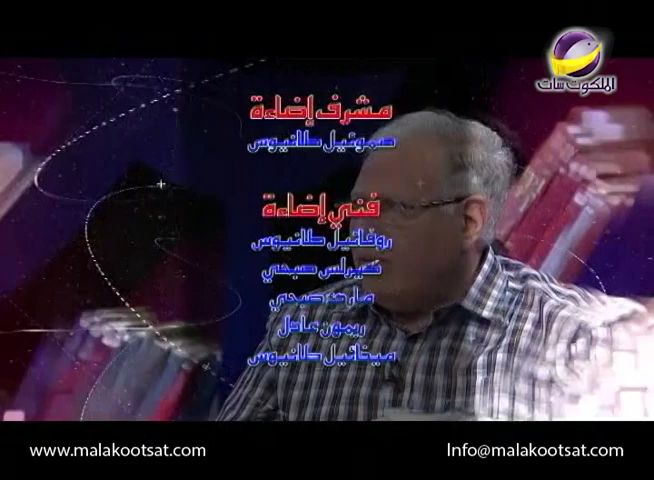 الملكوت سات
مشرف إضاءة
صموئيل طانيوس
فني إضاءة
روفائيل طانيوس
كيرلس صبحي
مارك صبحي
ريمون عادل
ميخائيل طانيوس
www.malakootsat.com
Info@malakootsat.com